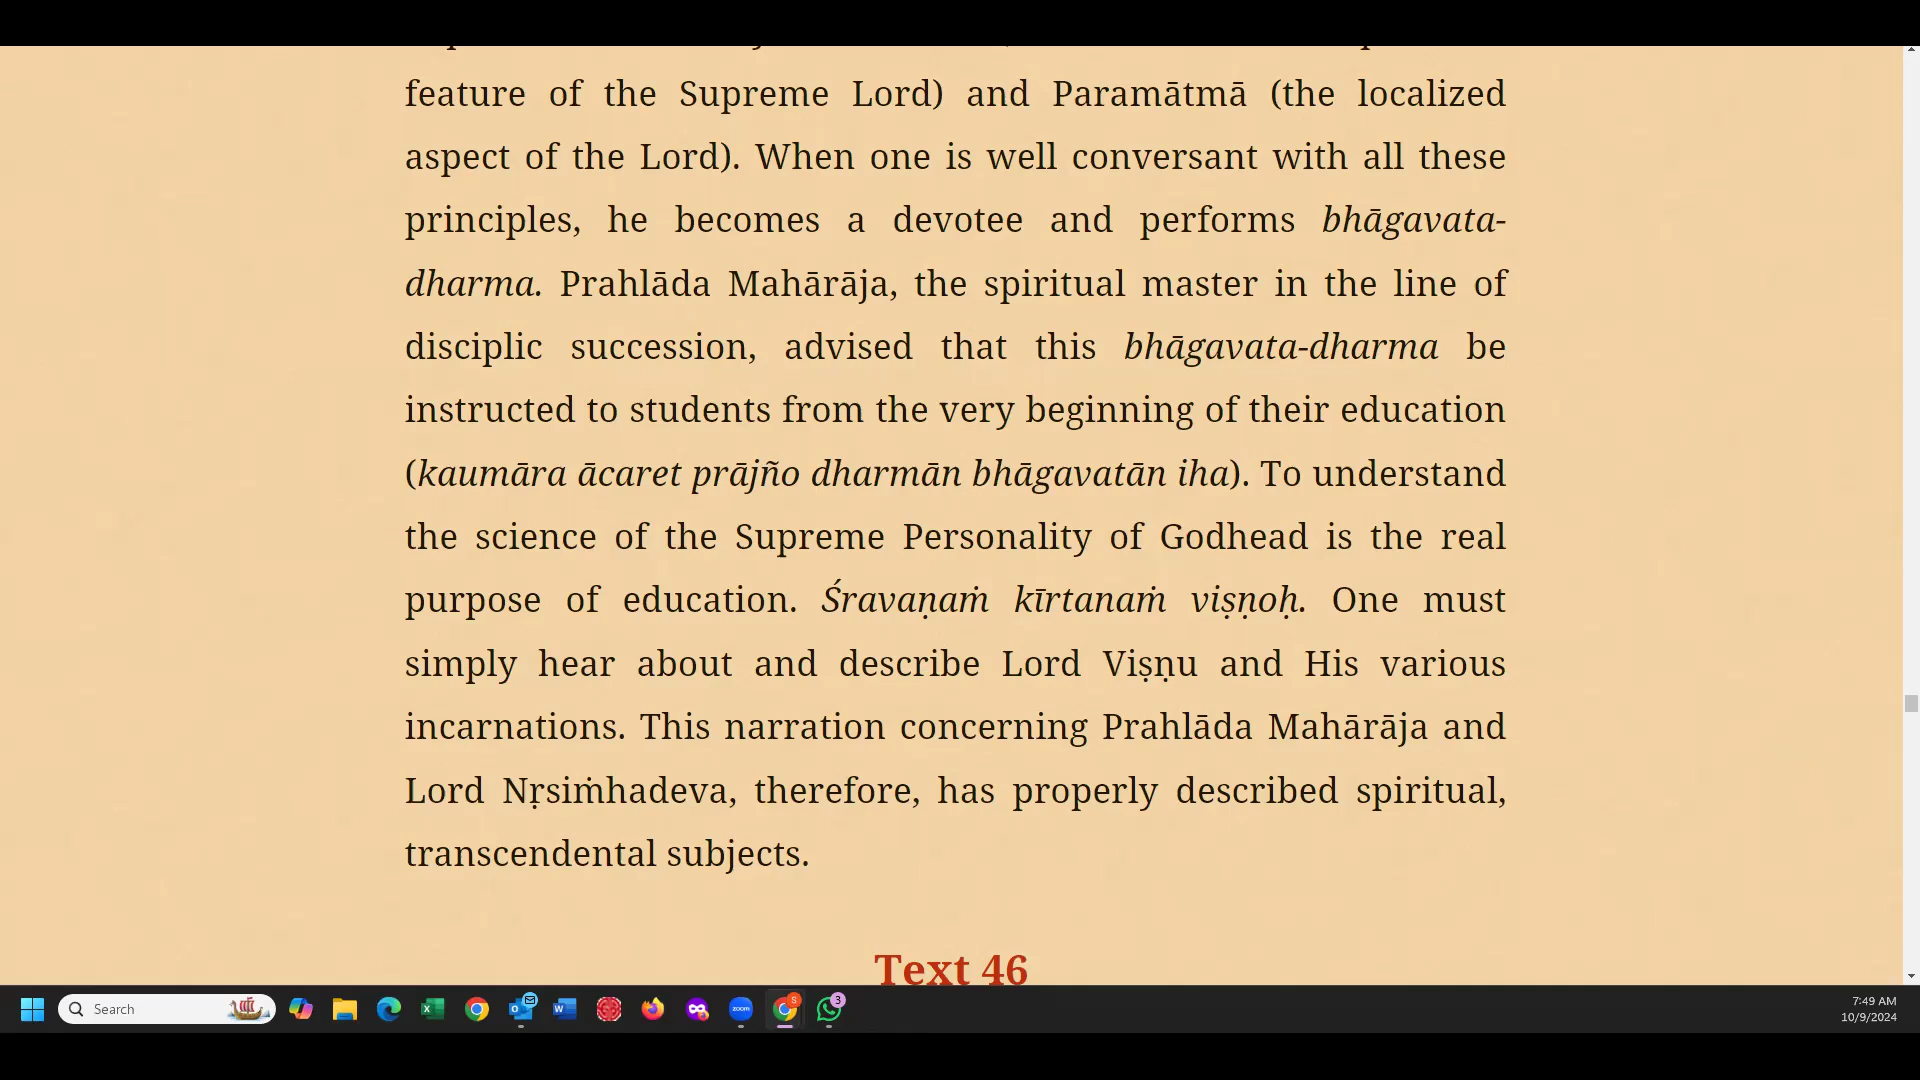 feature of the Supreme Lord) and Paramātmā (the localized
aspect of the Lord). When one is well conversant with all these
principles, he becomes a devotee and performs bhāgavata-
dharma. Prahlāda Mahārāja, the spiritual master in the line of
disciplic succession, advised that this bhāgavata-dharma be
instructed to students from the very beginning of their education
(kaumāra ācaret prājño dharmān bhāgavatān iha). To understand
the science of the Supreme Personality of Godhead is the real
purpose of education. Śravaṇaṁ kīrtanaṁ viṣṇoḥ. One must
simply hear about and describe Lord Viṣṇu and His various
incarnations. This narration concerning Prahlāda Mahārāja and
Lord Nṛsiṁhadeva, therefore, has properly described spiritual,
transcendental subjects.
Text 46
Search
zoom
S
3
7:49 AM
10/9/2024